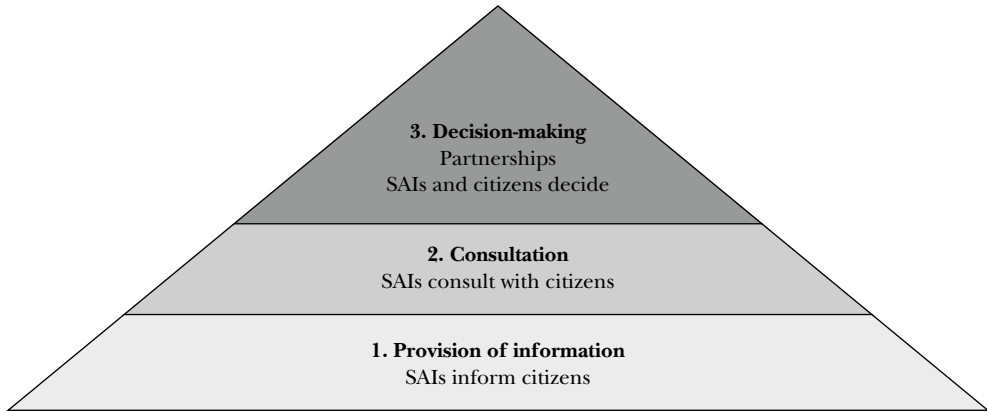 3. Decision-making
Partnerships
SAIs and citizens decide
2. Consultation
SAIs consult with citizens
1. Provision of information
SAIs inform citizens